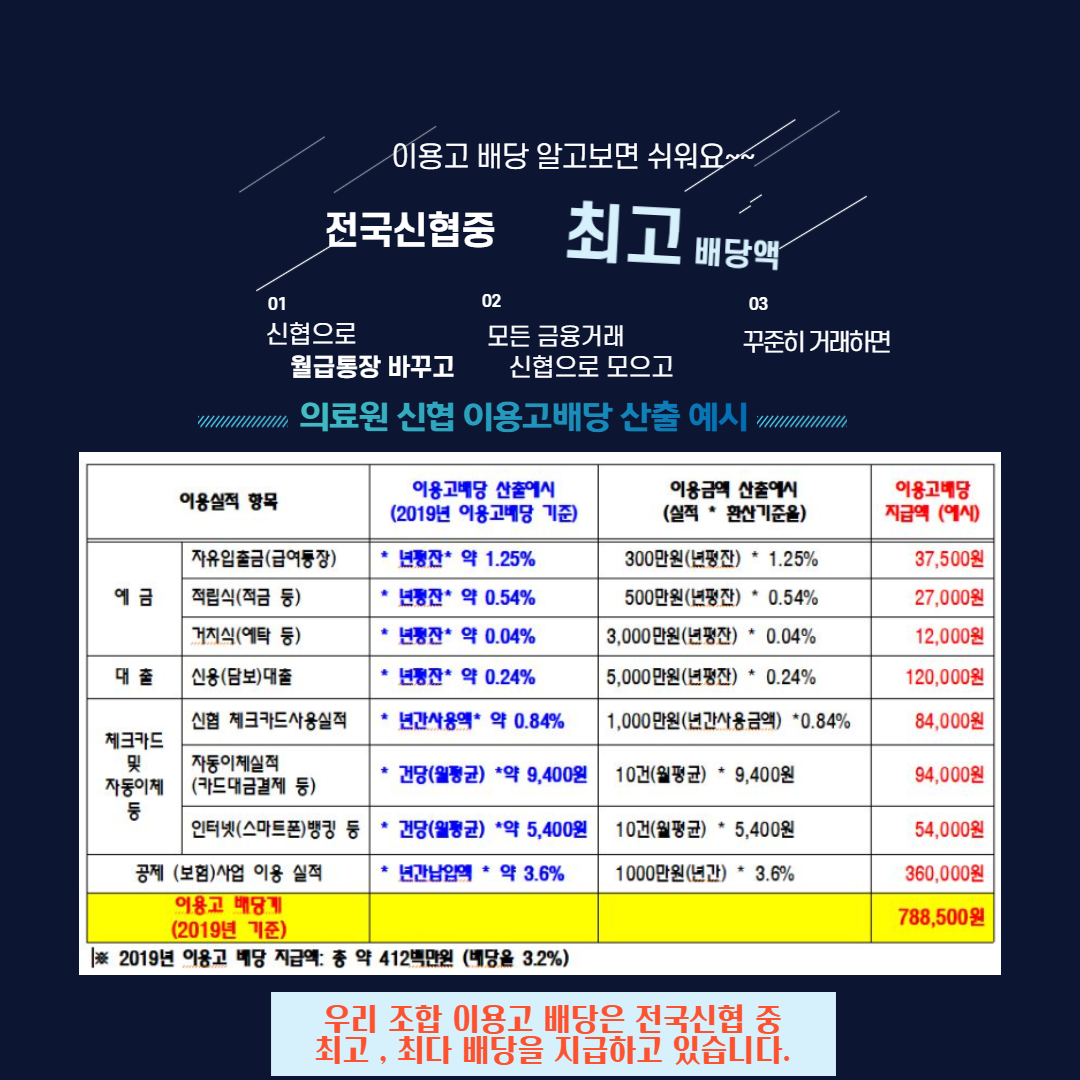 이용고 배당 알고보면 쉬워요~~
전국신협중 최고 배당액
01
신협으로
월급통장 바꾸고
02
모든 금융거래
신협으로 모으고
03
꾸준히 거래하면
의료원 신협 이용고배당 산출 예시
이용실적 항목
이용고배당 산출예시
(2019년 이용고배당 기준)
이용금액 산출예시
(실적 * 환산기준율)
이용고배당
지급액 (예시)
예 금
자유입출금(급여통장) * 년평잔* 약 1.25% 300만원(년평잔) * 1.25% 37,500원
적립식(적금 등) * 년평잔* 약 0.54% 500만원(년평잔) * 0.54% 27,000원
거치식(예탁 등) * 년평잔* 약 0.04% 3,000만원(년평잔) * 0.04% 12,000원
대 출 신용(담보)대출 * 년평잔* 약 0.24% 5,000만원(년평잔) * 0.24% 120,000원
체크카드
및
자동이체
등
신협 체크카드사용실적 * 년간사용액* 약 0.84% 1,000만원(년간사용금액) *0.84% 84,000원
자동이체실적
(카드대금결제 등)
* 건당(월평균) *약 9,400원 10건(월평균) * 9,400원 94,000원
인터넷(스마트폰)뱅킹 등 * 건당(월평균) *약 5,400원 10건(월평균) * 5,400원 54,000원
공제 (보험)사업 이용 실적 * 년간납입액 * 약 3.6% 1000만원(년간) * 3.6% 360,000원
이용고 배당계
(2019년 기준)
788,500원
※ 2019년 이용고 배당 지급액: 총 약 412백만원 (배당율 3.2%)
우리 조합 이용고 배당은 전국신협 중
최고 , 최다 배당을 지급하고 있습니다.